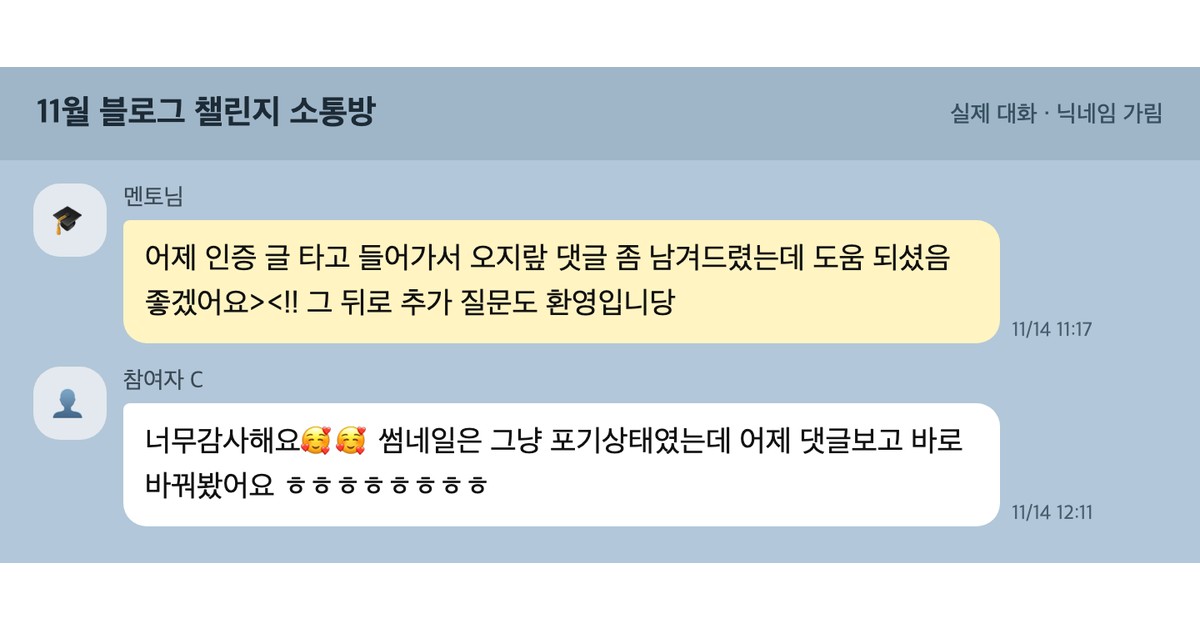 11월 블로그 챌린지 소통방
실제 대화 · 닉네임 가림
멘토님
어제 인증 글 타고 들어가서 오지랖 댓글 좀 남겨드렸는데 도움 되셨음
좋겠어요><!! 그 뒤로 추가 질문도 환영입니당
11/14 11:17
참여자 C
너무감사해요🥰🥰 썸네일은 그냥 포기상태였는데 어제 댓글보고 바로
바꿔봤어요 ㅎㅎㅎㅎㅎㅎㅎㅎ
11/14 12:11